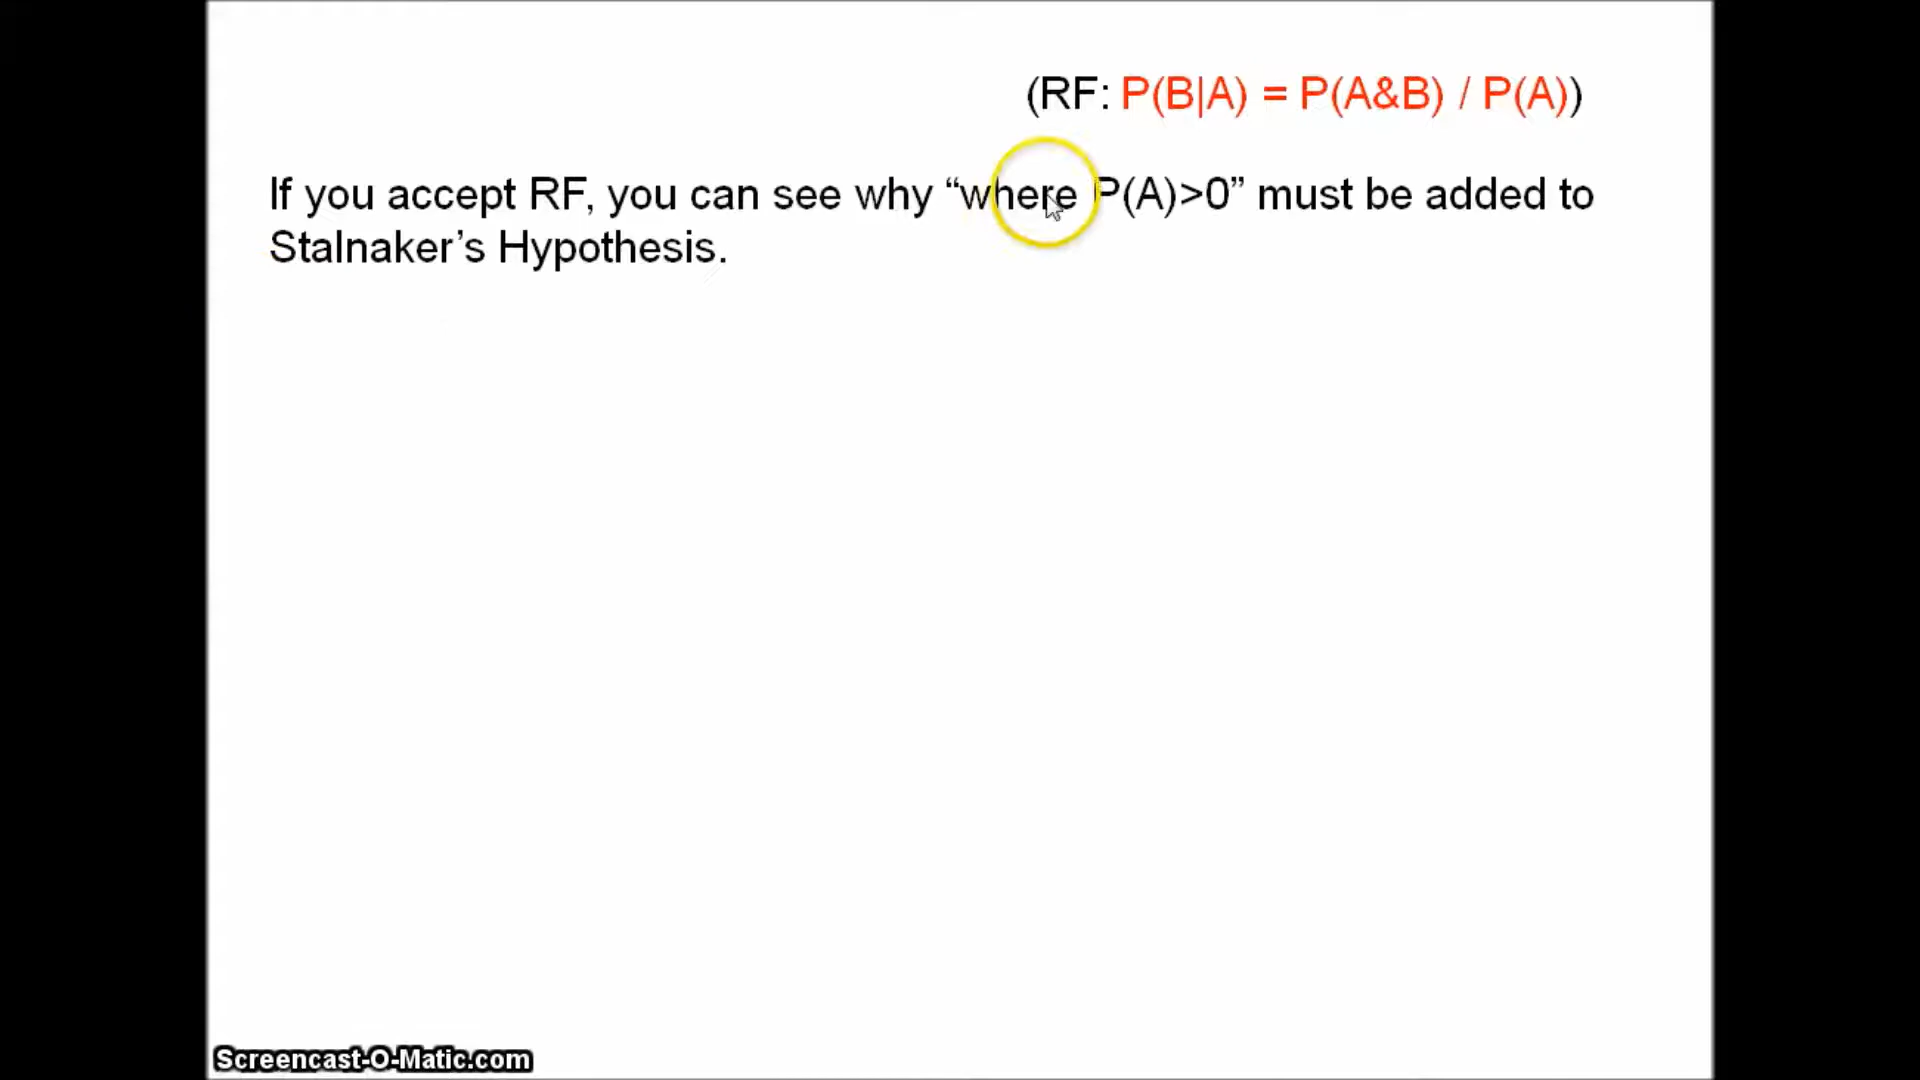 (RF: P(B|A) = P(A&B) / P(A))
If you accept RF, you can see why “where P(A)>0” must be added to
Stalnaker’s Hypothesis.
Screencast-O-Matic.com